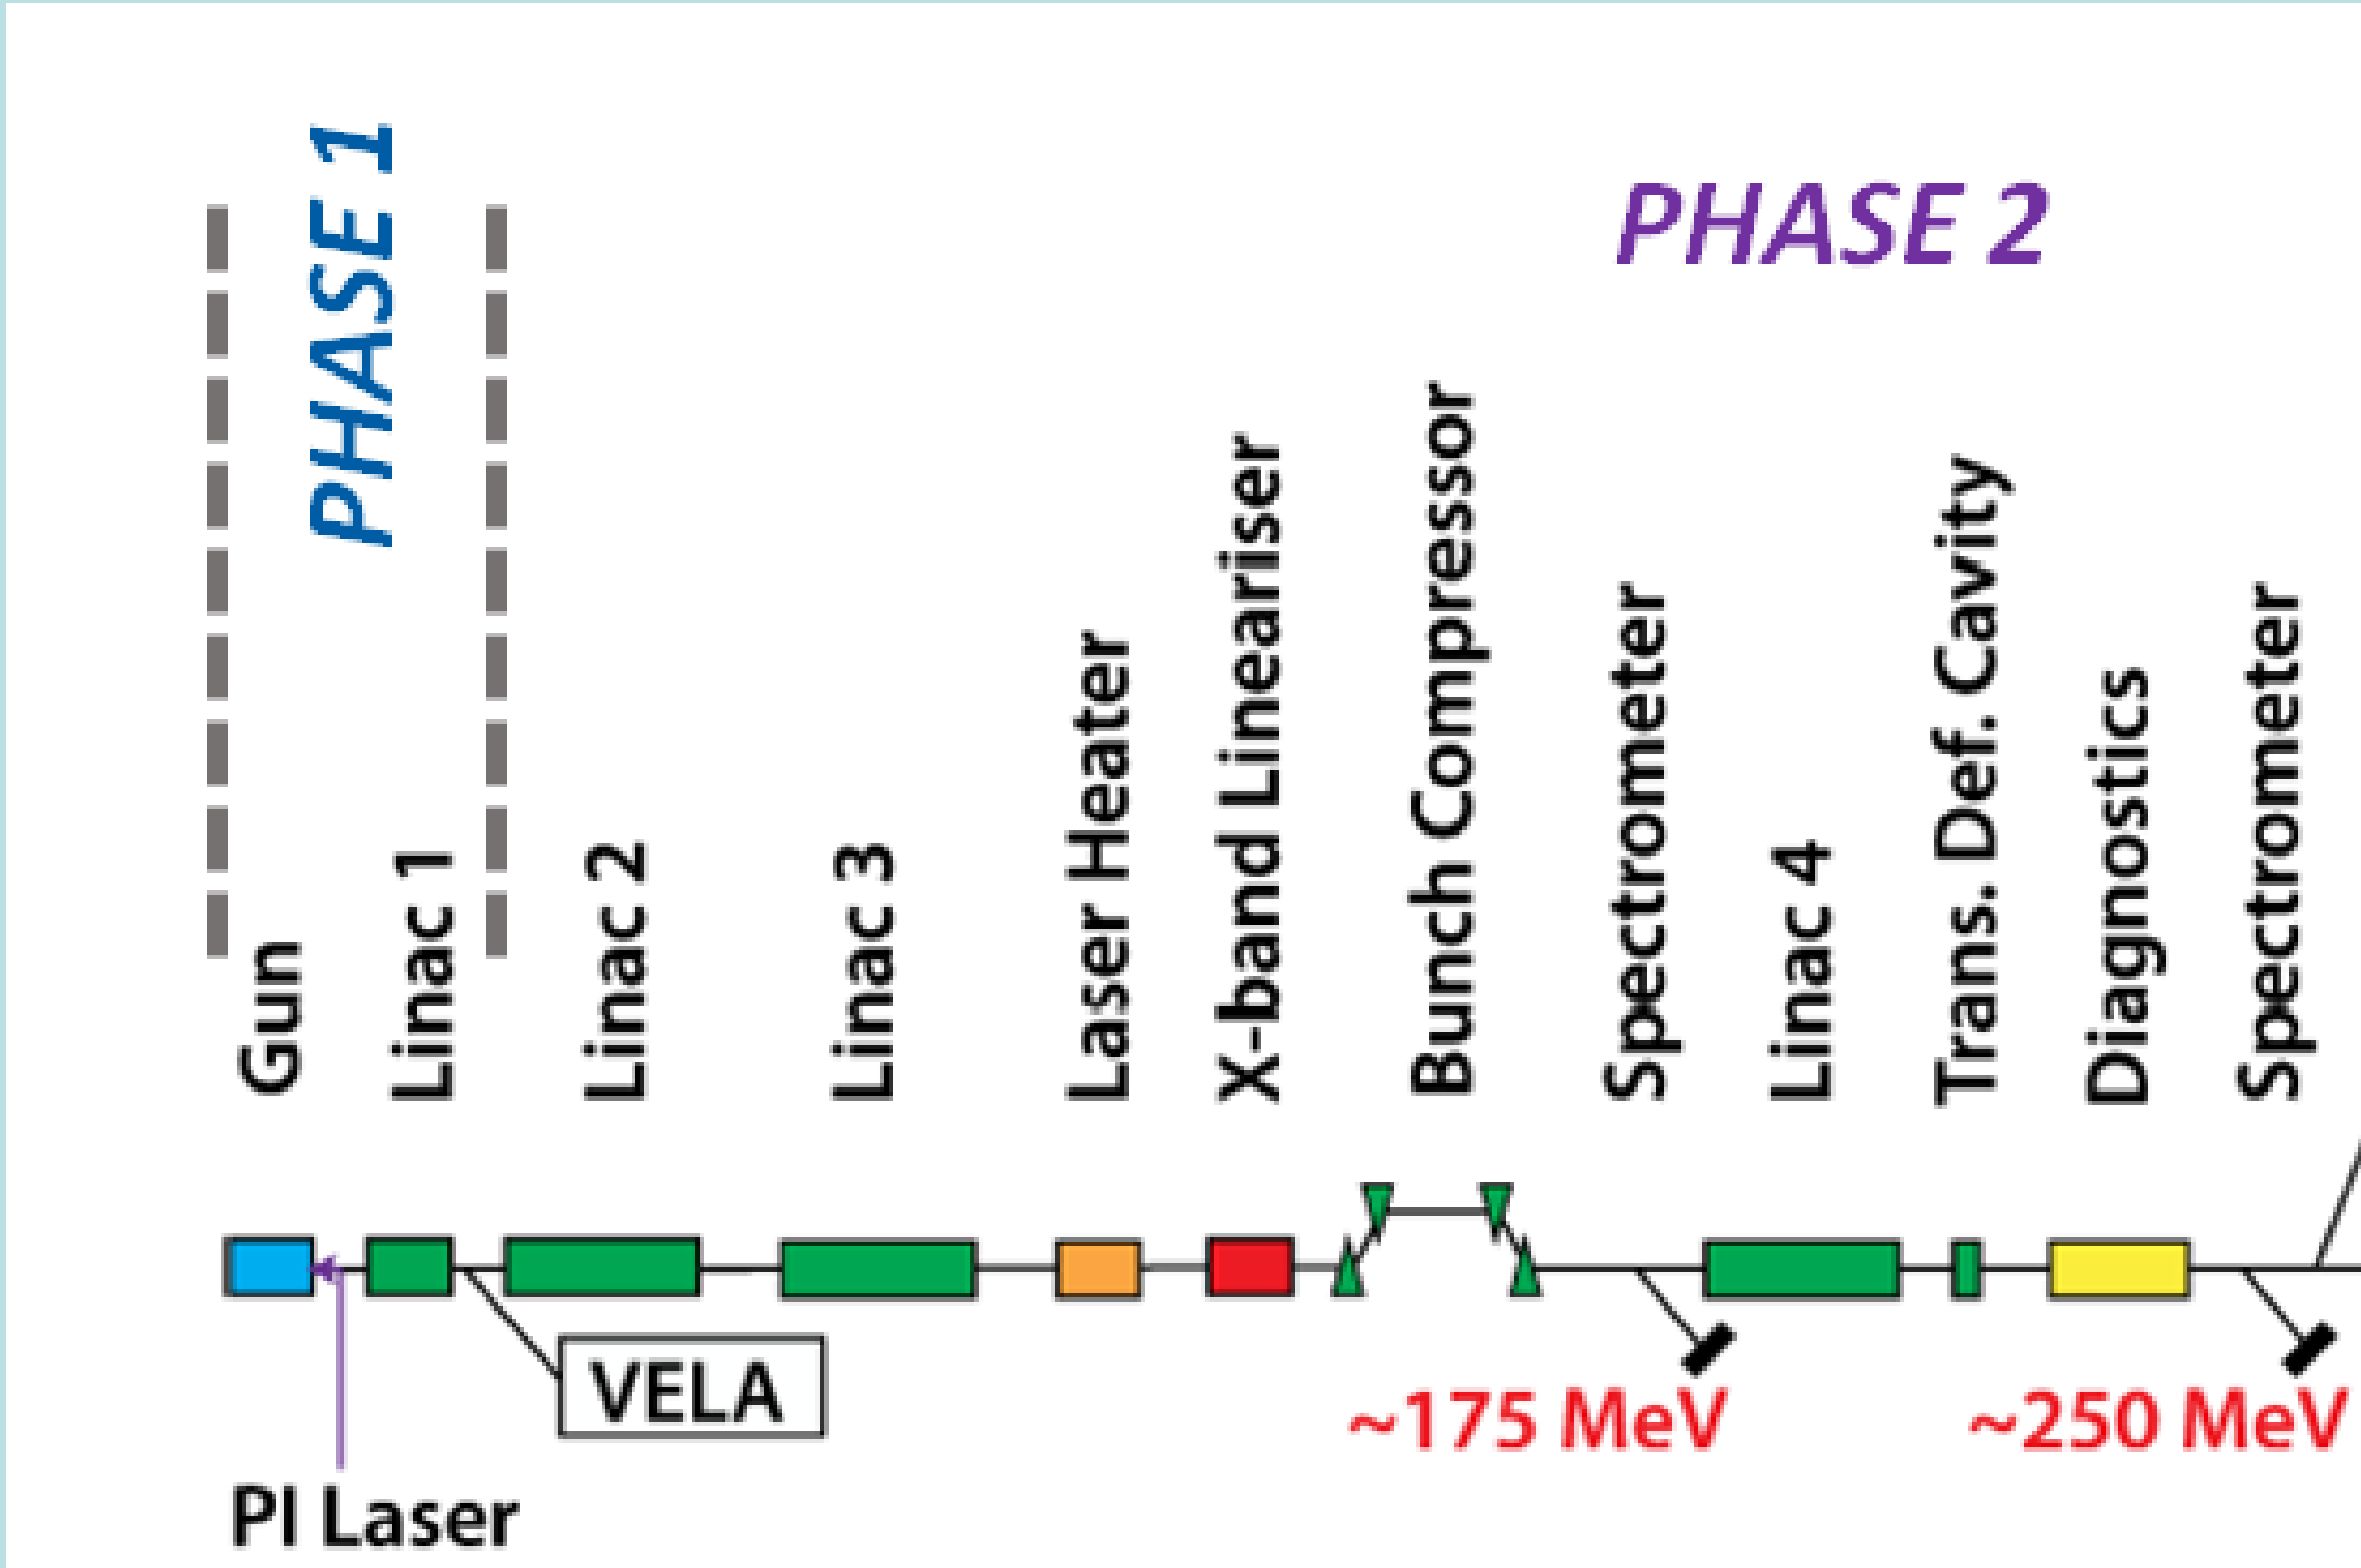 PHASE 1
PHASE 2
Gun
Linac 1
Linac 2
Linac 3
Laser Heater
X-band Lineariser
Bunch Compressor
Spectrometer
Linac 4
Trans. Def. Cavity
Diagnostics
Spectrometer
VELA
~175 MeV
~250 MeV
PI Laser